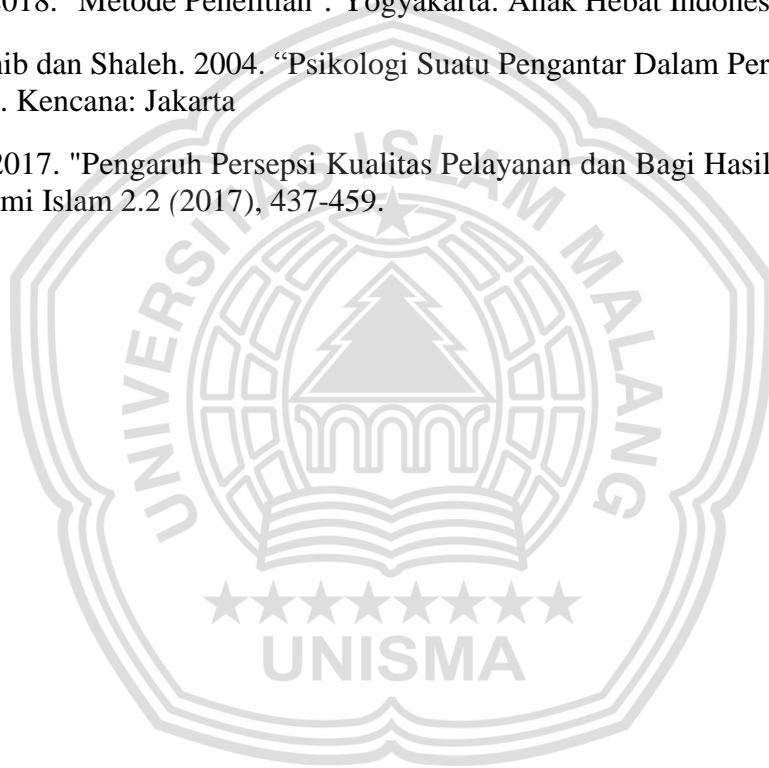 2018. "Metode Penelitian". Yogyakarta: Anak Hebat Indones
ib dan Shaleh. 2004. “Psikologi Suatu Pengantar Dalam Per
. Kencana: Jakarta
2017. "Pengaruh Persepsi Kualitas Pelayanan dan Bagi Hasil
mi Islam 2.2 (2017), 437-459.
UNIVERSITAS ISLAM MALANG
UNISMA